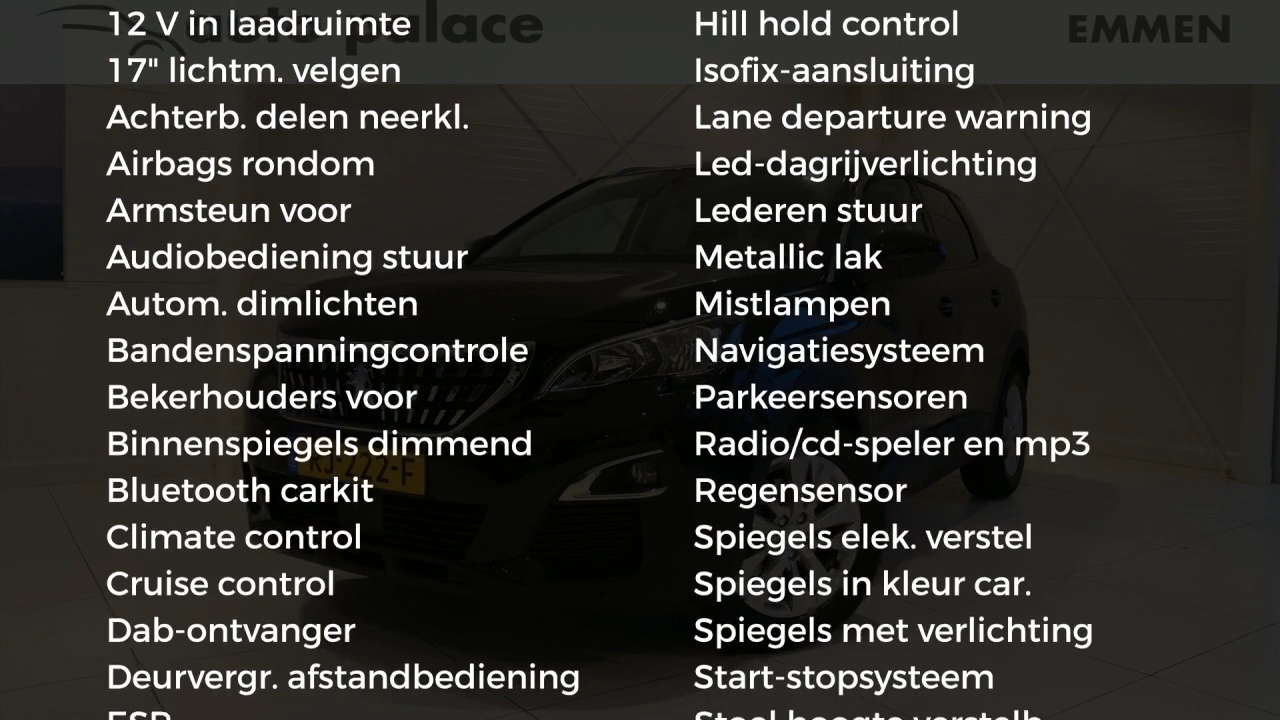 auto palace
EMMEN
12 V in laadruimte
17" lichtm. velgen
Achterb. delen neerkl.
Airbags rondom
Armsteun voor
Audiobediening stuur
Autom. dimlichten
Bandenspanningcontrole
Bekerhouders voor
Binnenspiegels dimmend
Bluetooth carkit
Climate control
Cruise control
Dab-ontvanger
Deurvergr. afstandbediening
ESP
Hill hold control
Isofix-aansluiting
Lane departure warning
Led-dagrijverlichting
Lederen stuur
Metallic lak
Mistlampen
Navigatiesysteem
Parkeersensoren
Radio/cd-speler en mp3
Regensensor
Spiegels elek. verstel
Spiegels in kleur car.
Spiegels met verlichting
Start-stopsysteem